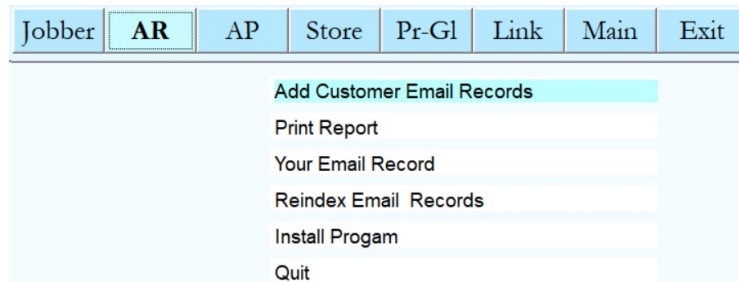 Jobber AR AP Store Pr-Gl Link Main Exit
Add Customer Email Records
Print Report
Your Email Record
Reindex Email  Records
Install Progam
Quit